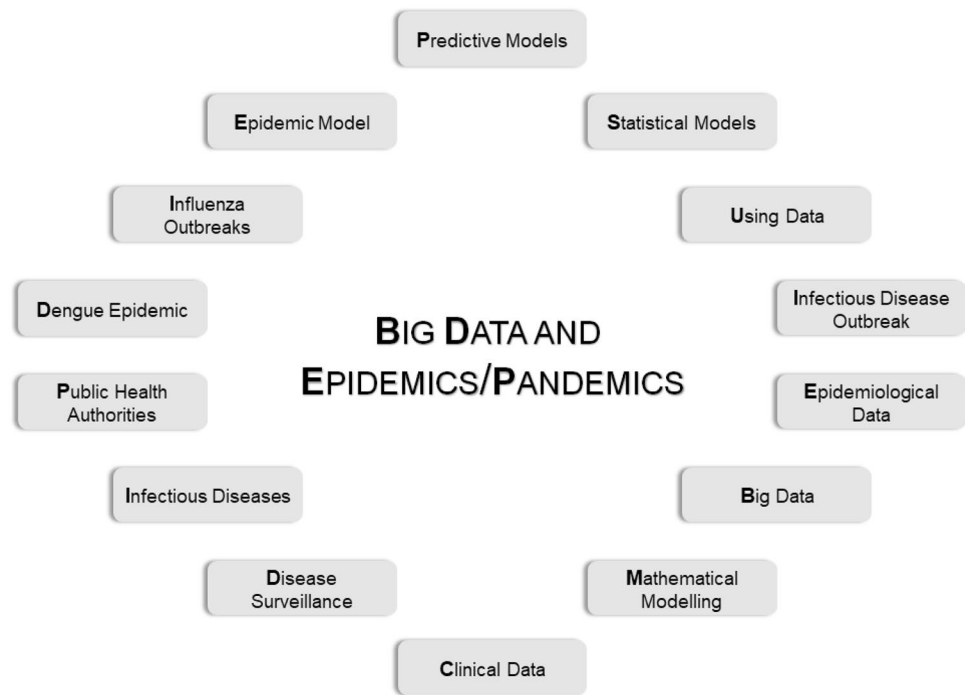 Predictive Models
Epidemic Model
Statistical Models
Influenza
Outbreaks
Using Data
Dengue Epidemic
Infectious Disease
Outbreak
BIG DATA AND
EPIDEMICS/PANDEMICS
Public Health
Authorities
Epidemiological
Data
Infectious Diseases
Big Data
Disease
Surveillance
Mathematical
Modelling
Clinical Data